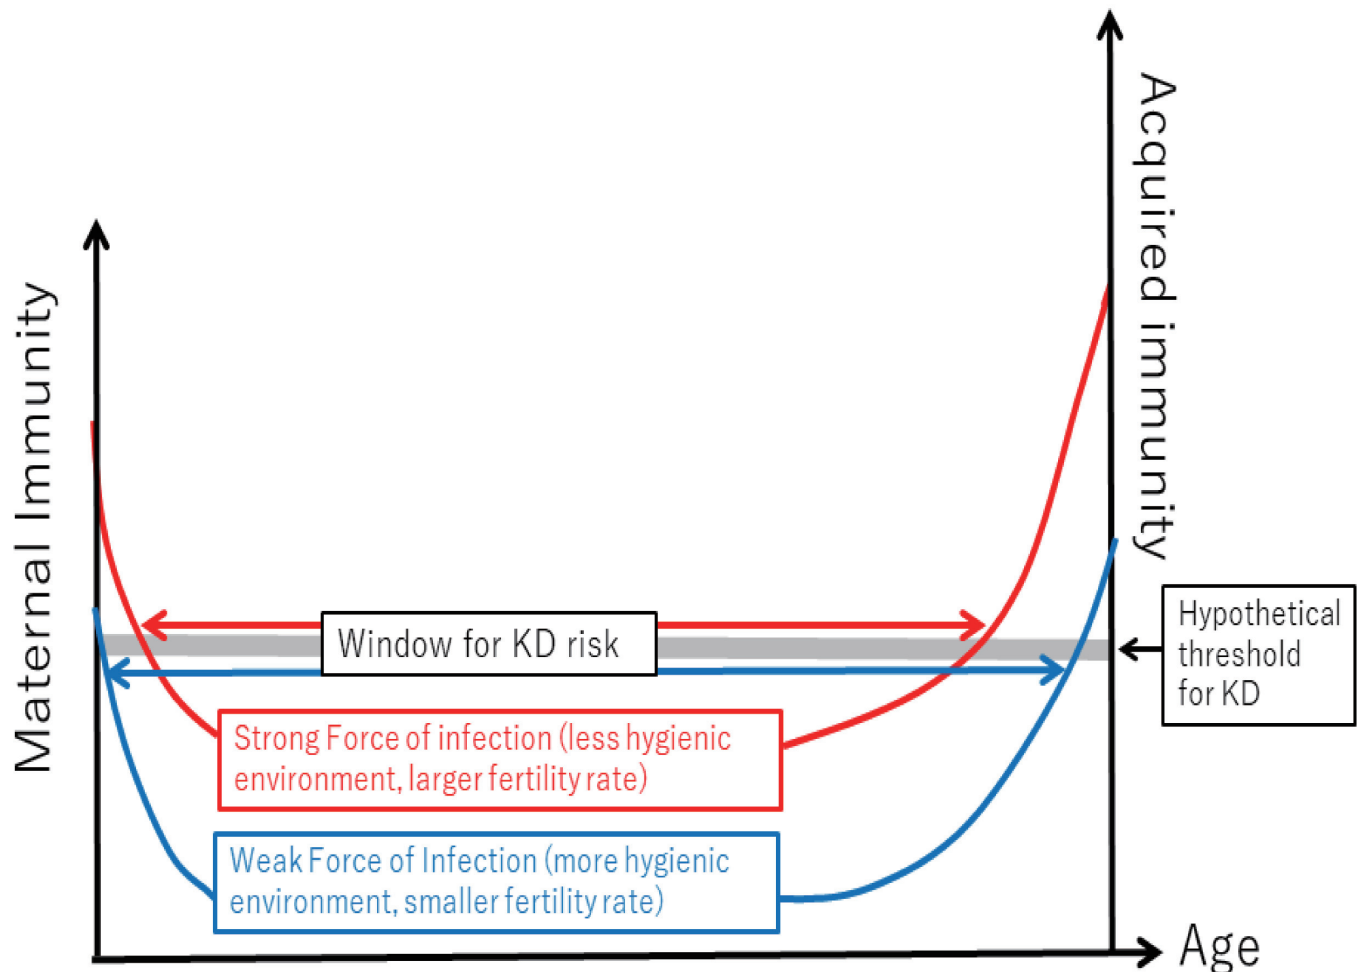 Maternal Immunity
Acquired immunity
Window for KD risk
Hypothetical
threshold
for KD
Strong Force of infection (less hygienic
environment, larger fertility rate)
Weak Force of Infection (more hygienic
environment, smaller fertility rate)
Age